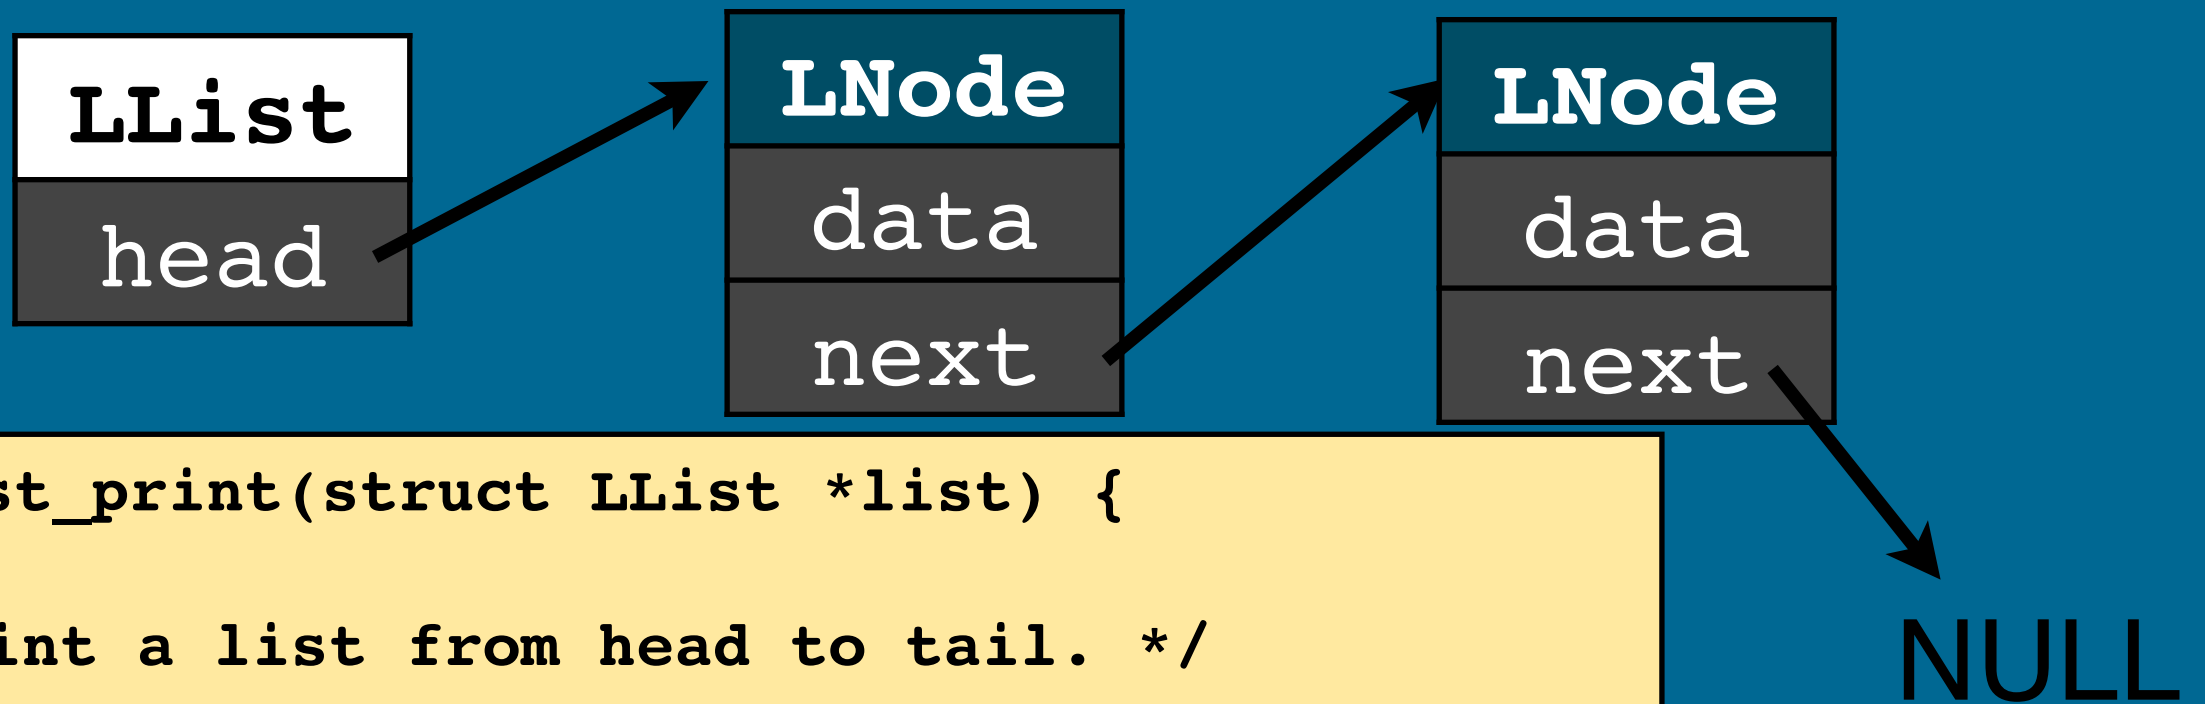 LList
head
LNode
data
next
LNode
data
next
NULL
st_print(struct LList *list) {
int a list from head to tail. */